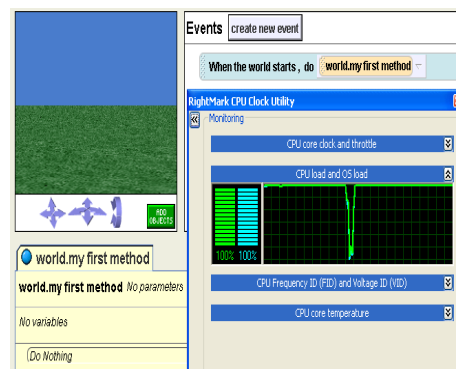 Events create new event
When the world starts , do world.my first method
RightMark CPU Clock Utility
Monitoring
CPU core clock and throttle
CPU load and OS load
100% 100%
CPU Frequency ID (FID) and Voltage ID (VID)
CPU core temperature
ADD OBJECTS
world.my first method
world.my first method No parameters
No variables
Do Nothing